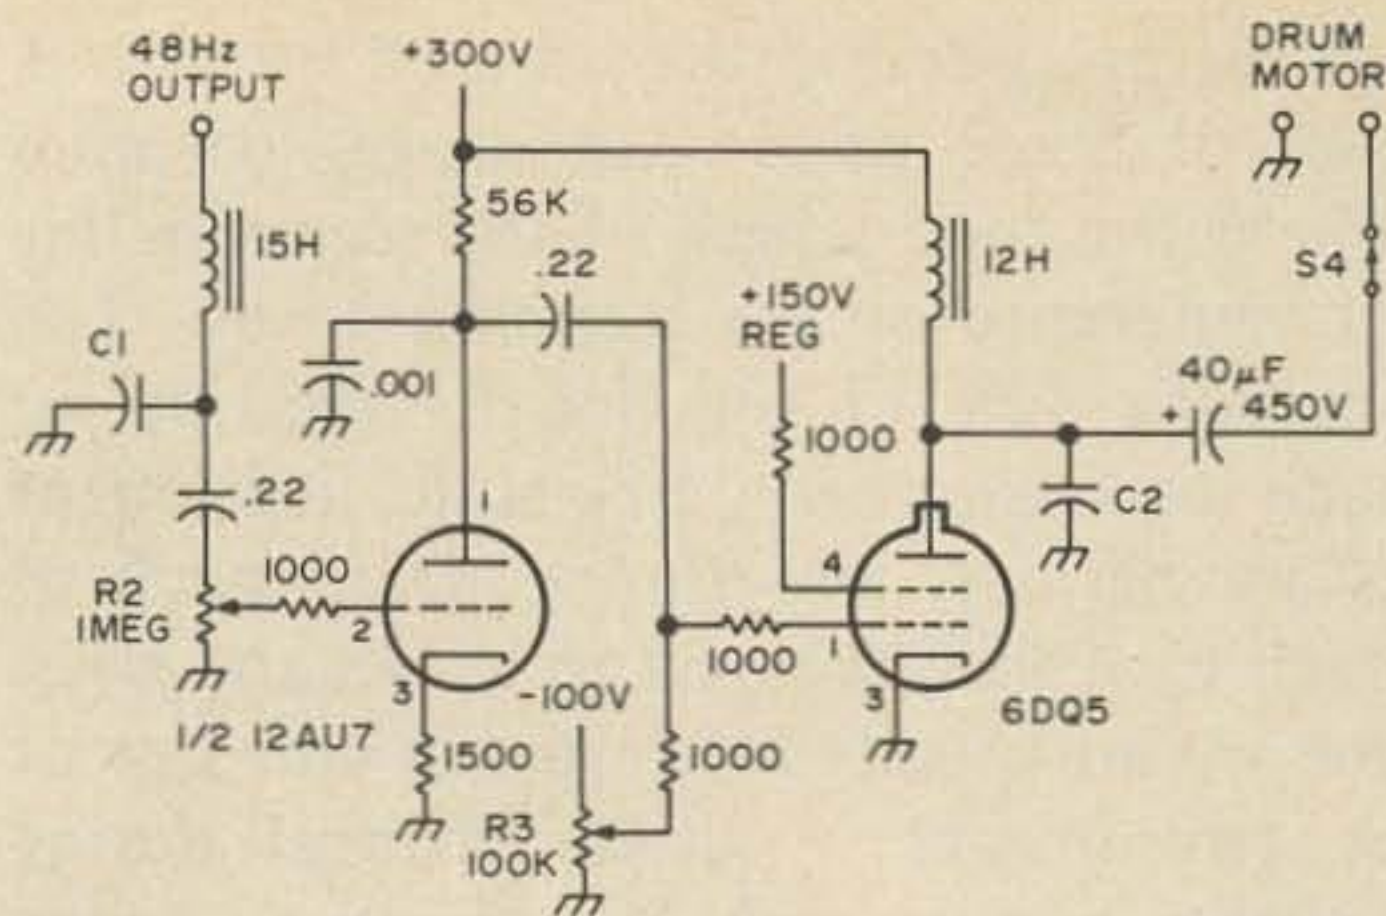 48Hz
OUTPUT
+300V
DRUM
MOTOR
56K
15H
.22
12H
S4
+150V
REG
C1
.001
40µF
+ 450V
1000
.22
1
C2
R2
1MEG
1000
2
4
1000
1
3
-100V
3
6DQ5
1/2 12AU7
1500
1000
R3
100K